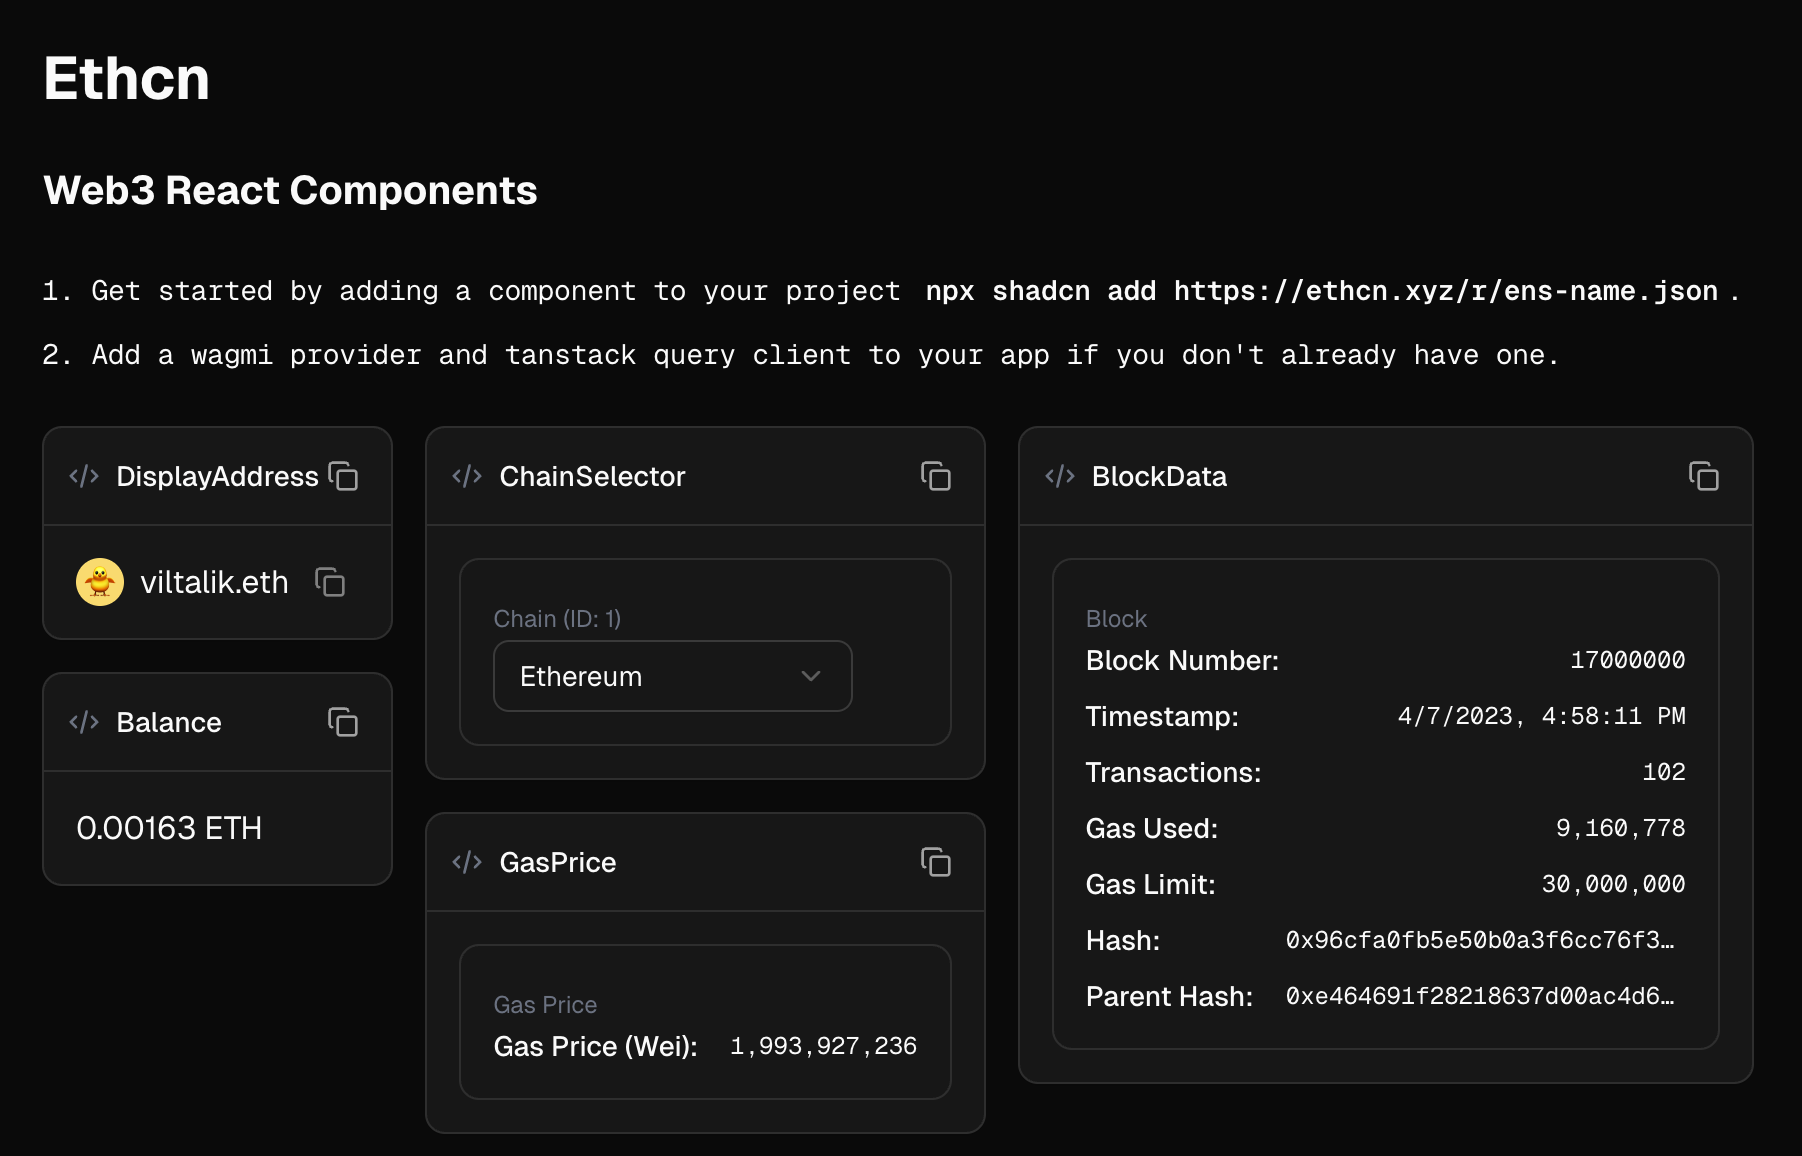 Ethcn
Web3 React Components
1. Get started by adding a component to your project npx shadcn add https://ethcn.xyz/r/ens-name.json .
2. Add a wagmi provider and tanstack query client to your app if you don't already have one.
</> DisplayAddress
viltalik.eth
</> Balance
0.00163 ETH
</> ChainSelector
Chain (ID: 1)
Ethereum
</> GasPrice
Gas Price
Gas Price (Wei): 1,993,927,236
</> BlockData
Block
Block Number: 17000000
Timestamp: 4/7/2023, 4:58:11 PM
Transactions: 102
Gas Used: 9,160,778
Gas Limit: 30,000,000
Hash: 0x96cfa0fb5e50b0a3f6cc76f3…
Parent Hash: 0xe464691f28218637d00ac4d6…